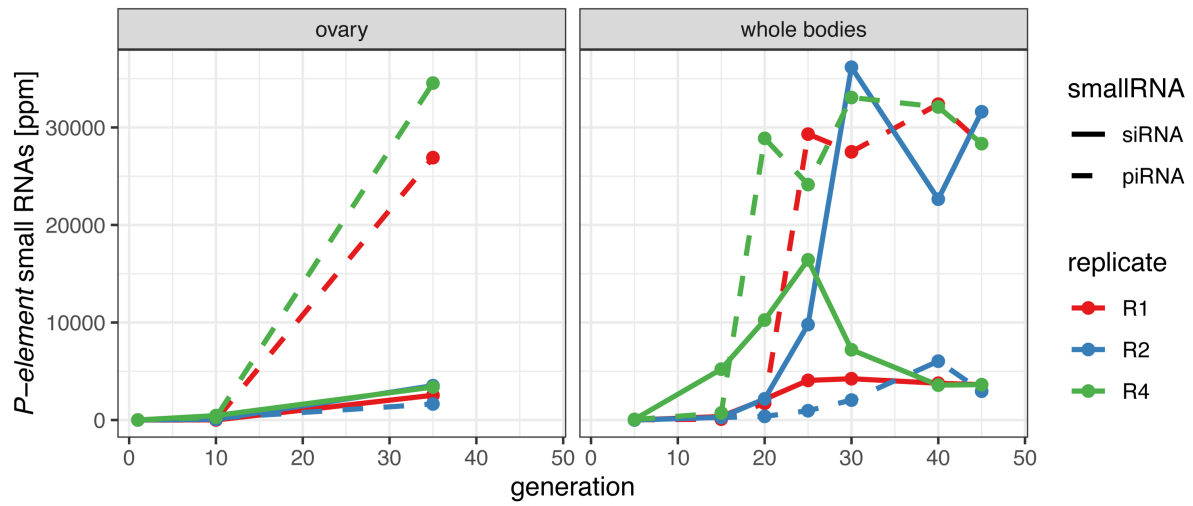 ovary
whole bodies
P−element small RNAs [ppm]
30000
20000
10000
0
0 10 20 30 40 50
0 10 20 30 40 50
generation
smallRNA
siRNA
piRNA
replicate
R1
R2
R4